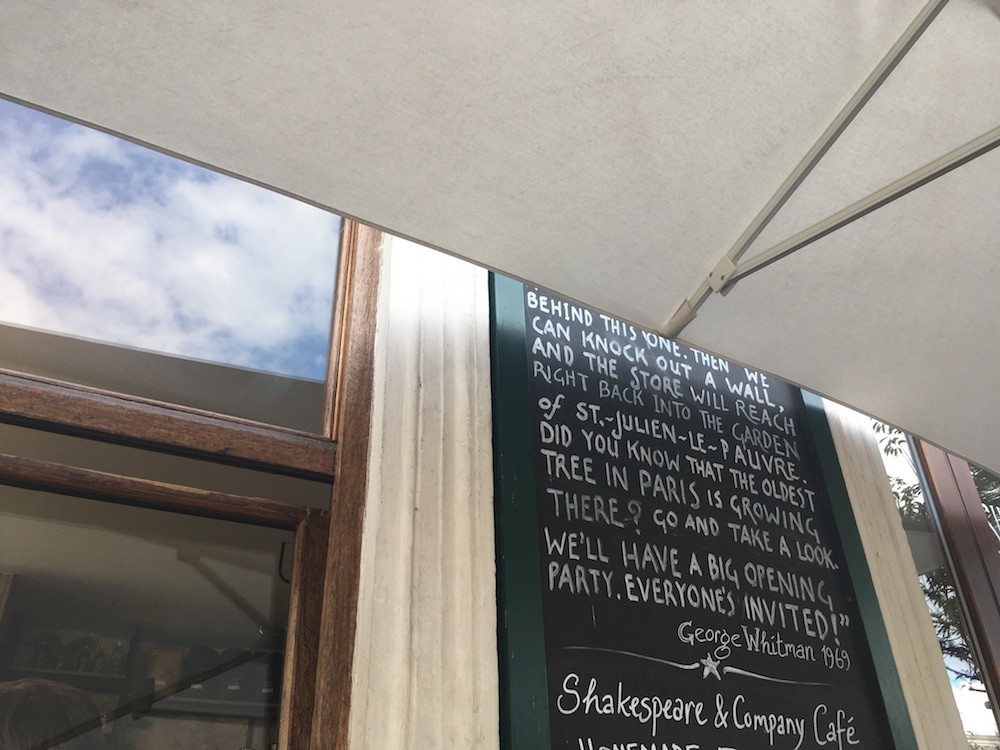 BEHIND THIS ONE. THEN WE
CAN KNOCK OUT A WALL,
AND THE STORE WILL REACH
RIGHT BACK INTO THE GARDEN
of ST.~JULIEN~LE~PAUVRE.
DID YOU KNOW THAT THE OLDEST
TREE IN PARIS IS GROWING
THERE? GO AND TAKE A LOOK.
WE'LL HAVE A BIG OPENING
PARTY. EVERYONE'S INVITED!"
George Whitman 1969
Shakespeare & Company Café
HOMEMADE